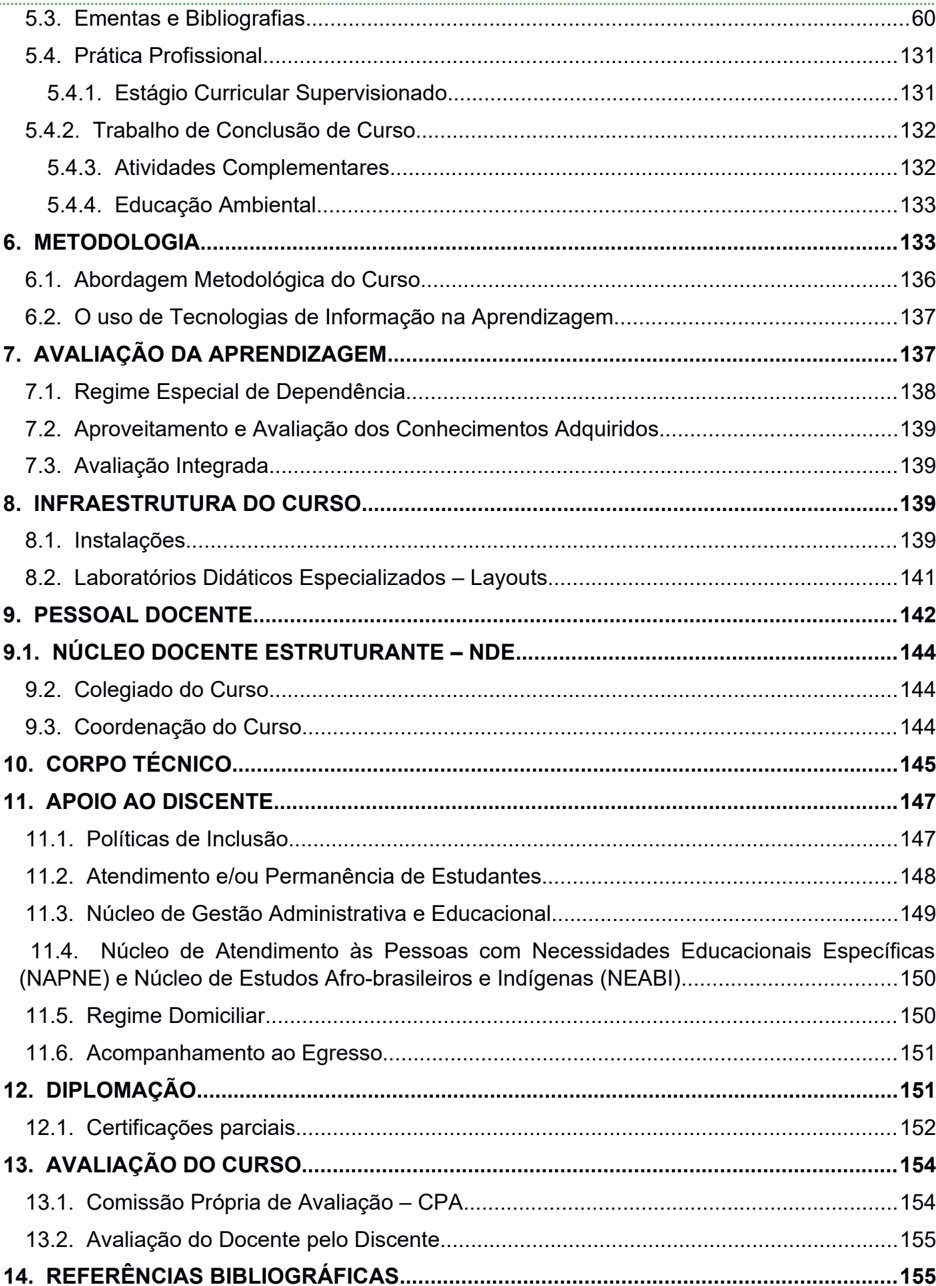 5.3. Ementas e Bibliografias....................................................................................................60
5.4. Prática Profissional.........................................................................................................131
5.4.1. Estágio Curricular Supervisionado...........................................................................131
5.4.2. Trabalho de Conclusão de Curso................................................................................132
5.4.3. Atividades Complementares....................................................................................132
5.4.4. Educação Ambiental................................................................................................133
6. METODOLOGIA................................................................................................................133
6.1. Abordagem Metodológica do Curso...............................................................................136
6.2. O uso de Tecnologias de Informação na Aprendizagem...............................................137
7. AVALIAÇÃO DA APRENDIZAGEM...................................................................................137
7.1. Regime Especial de Dependência..................................................................................138
7.2. Aproveitamento e Avaliação dos Conhecimentos Adquiridos........................................139
7.3. Avaliação Integrada........................................................................................................139
8. INFRAESTRUTURA DO CURSO.......................................................................................139
8.1. Instalações......................................................................................................................139
8.2. Laboratórios Didáticos Especializados – Layouts..........................................................141
9. PESSOAL DOCENTE.........................................................................................................142
9.1. NÚCLEO DOCENTE ESTRUTURANTE – NDE..............................................................144
9.2. Colegiado do Curso........................................................................................................144
9.3. Coordenação do Curso...................................................................................................144
10. CORPO TÉCNICO............................................................................................................145
11. APOIO AO DISCENTE......................................................................................................147
11.1. Políticas de Inclusão.....................................................................................................147
11.2. Atendimento e/ou Permanência de Estudantes...........................................................148
11.3. Núcleo de Gestão Administrativa e Educacional..........................................................149
11.4. Núcleo de Atendimento às Pessoas com Necessidades Educacionais Específicas
(NAPNE) e Núcleo de Estudos Afro-brasileiros e Indígenas (NEABI)...................................150
11.5. Regime Domiciliar.........................................................................................................150
11.6. Acompanhamento ao Egresso......................................................................................151
12. DIPLOMAÇÃO..................................................................................................................151
12.1. Certificações parciais....................................................................................................152
13. AVALIAÇÃO DO CURSO.................................................................................................154
13.1. Comissão Própria de Avaliação – CPA.........................................................................154
13.2. Avaliação do Docente pelo Discente.............................................................................155
14. REFERÊNCIAS BIBLIOGRÁFICAS.................................................................................155